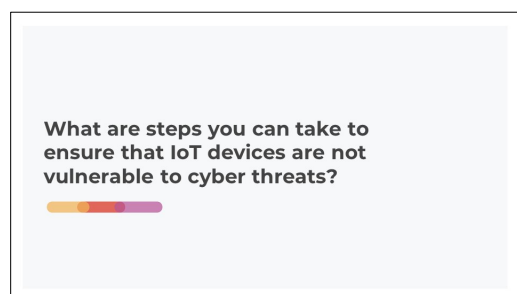 What are steps you can take to
ensure that IoT devices are not
vulnerable to cyber threats?